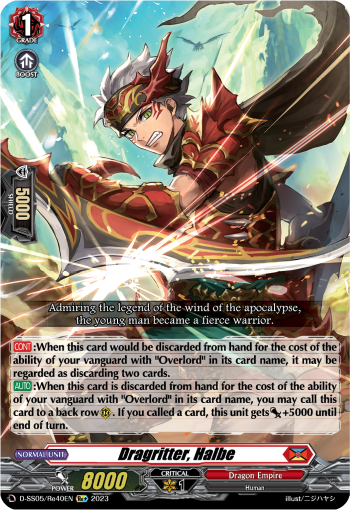 1
GRADE
BOOST
5000
SHIELD
Admiring the legend of the wind of the apocalypse,
the young man became a fierce warrior.
CONT:When this card would be discarded from hand for the cost of the
ability of your vanguard with "Overlord" in its card name, it may be
regarded as discarding two cards.
AUTO:When this card is discarded from hand for the cost of the ability
of your vanguard with "Overlord" in its card name, you may call this
card to a back row. If you called a card, this unit gets +5000 until
end of turn.
NORMAL UNIT
Dragritter, Halbe
POWER
8000
CRITICAL
1
Dragon Empire
Human
D-SS05/Re40EN 2023
illust/ニジハヤシ